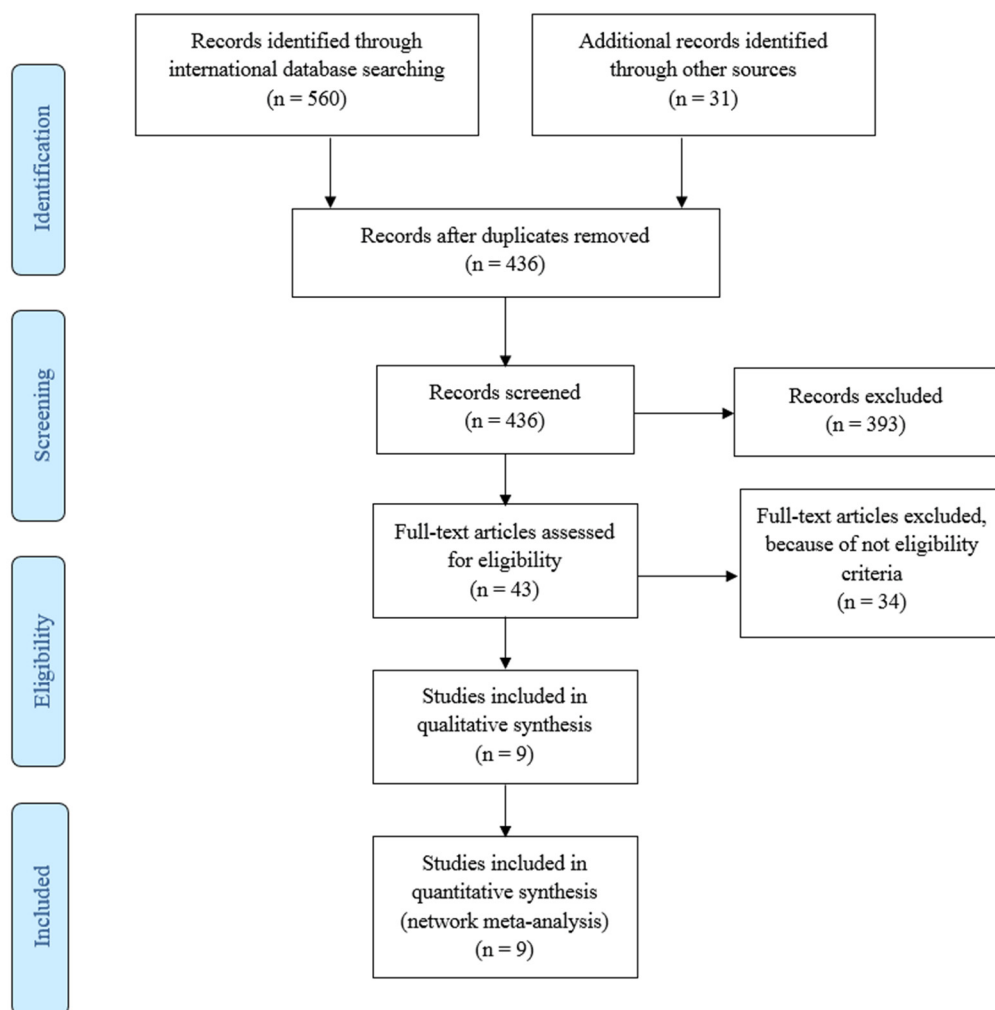 Records identified through
international database searching
(n = 560)
Additional records identified
through other sources
(n = 31)
Identification
Records after duplicates removed
(n = 436)
Screening
Records screened
(n = 436)
Records excluded
(n = 393)
Full-text articles assessed
for eligibility
(n = 43)
Full-text articles excluded,
because of not eligibility
criteria
(n = 34)
Eligibility
Studies included in
qualitative synthesis
(n = 9)
Included
Studies included in
quantitative synthesis
(network meta-analysis)
(n = 9)